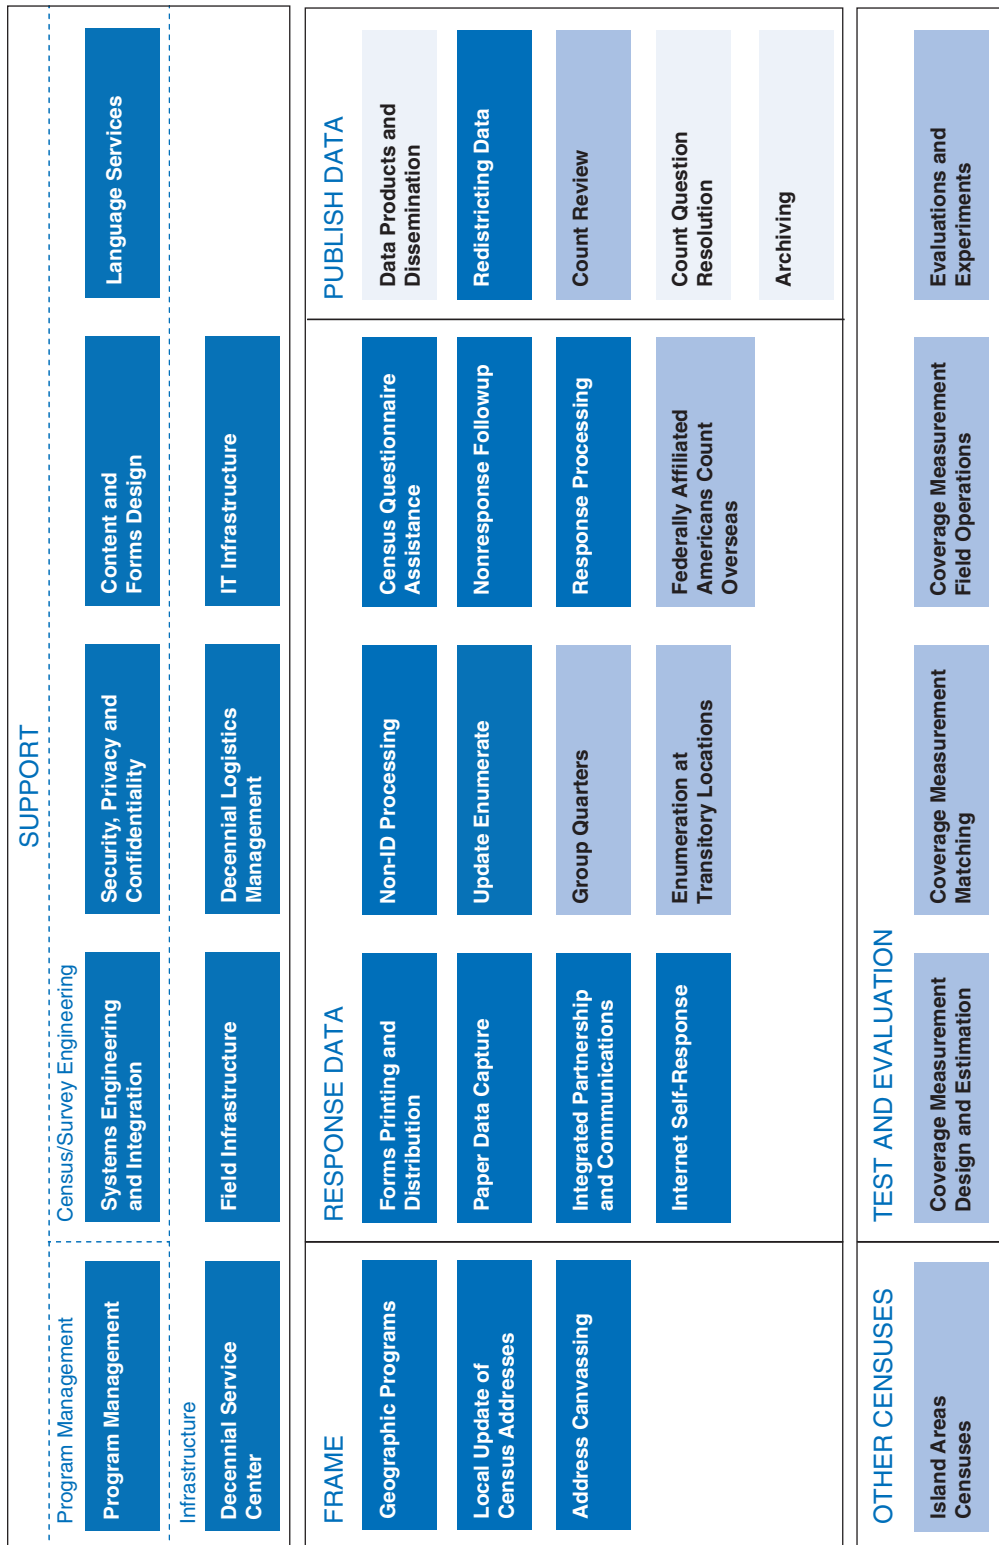 SUPPORT
Program Management
Program Management
Census/Survey Engineering
Systems Engineering
and Integration
Security, Privacy and
Confidentiality
Content and
Forms Design
Language Services
Infrastructure
Decennial Service
Center
Field Infrastructure
Decennial Logistics
Management
IT Infrastructure
FRAME
Geographic Programs
Local Update of
Census Addresses
Address Canvassing
RESPONSE DATA
Forms Printing and
Distribution
Paper Data Capture
Integrated Partnership
and Communications
Internet Self-Response
Non-ID Processing
Update Enumerate
Group Quarters
Enumeration at
Transitory Locations
Census Questionnaire
Assistance
Nonresponse Followup
Response Processing
Federally Affiliated
Americans Count
Overseas
PUBLISH DATA
Data Products and
Dissemination
Redistricting Data
Count Review
Count Question
Resolution
Archiving
OTHER CENSUSES
Island Areas
Censuses
TEST AND EVALUATION
Coverage Measurement
Design and Estimation
Coverage Measurement
Matching
Coverage Measurement
Field Operations
Evaluations and
Experiments